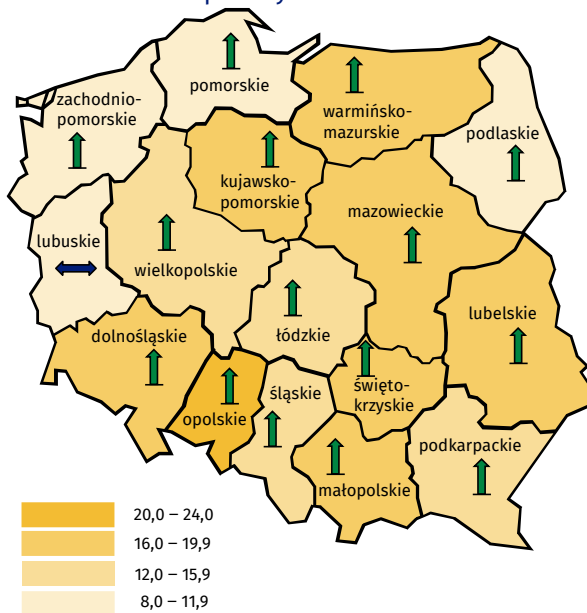 pomorskie
zachodnio-
pomorskie
warmińsko-
mazurskie
podlaskie
kujawsko-
pomorskie
mazowieckie
lubuskie
wielkopolskie
łódzkie
lubelskie
dolnośląskie
opolskie
śląskie
święto-
krzyskie
podkarpackie
małopolskie
20,0 – 24,0
16,0 – 19,9
12,0 – 15,9
8,0 – 11,9